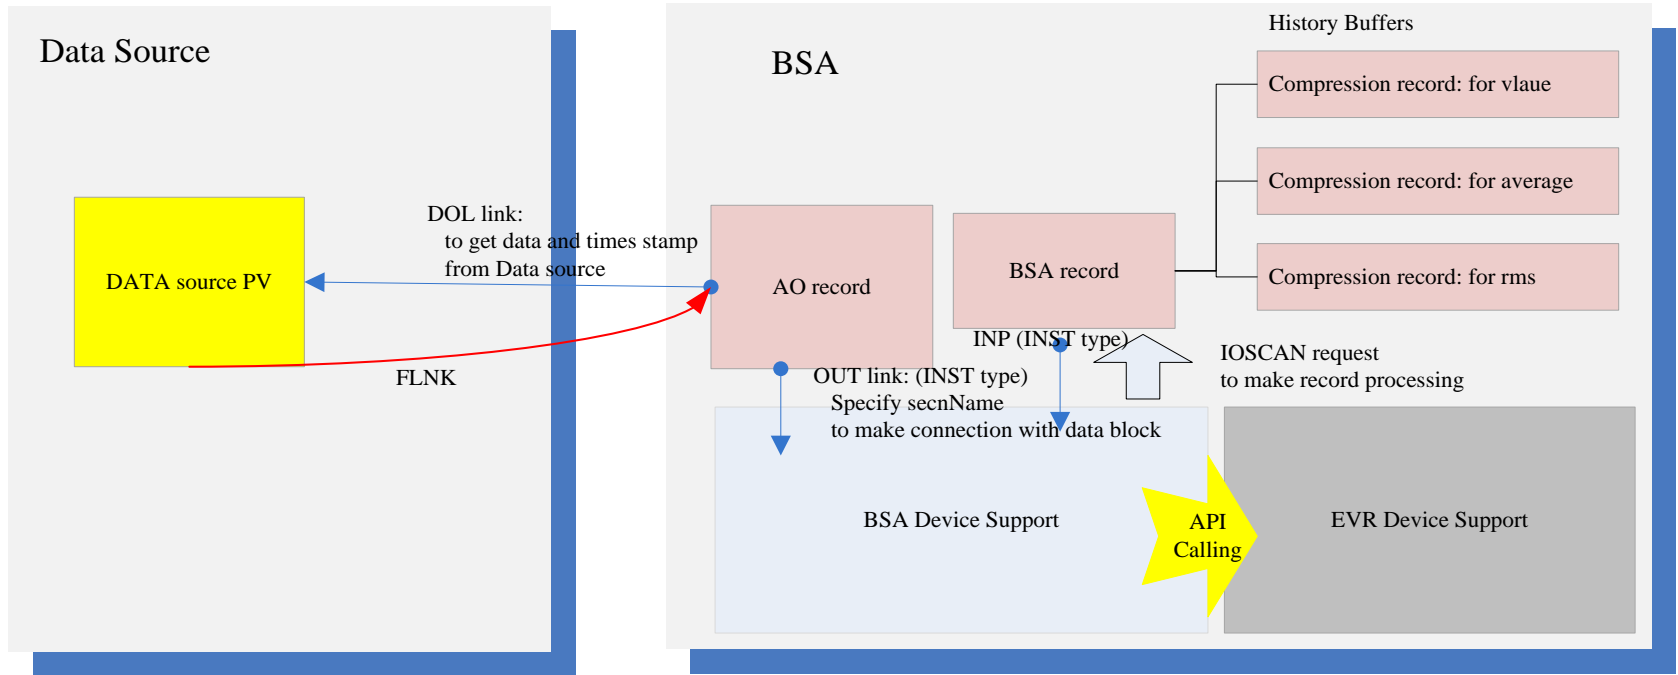 Data Source
BSA
History Buffers
Compression record: for vlaue
Compression record: for average
Compression record: for rms
DOL link:
to get data and times stamp
from Data source
DATA source PV
AO record
BSA record
FLNK
INP (INST type)
OUT link: (INST type)
Specify secnName
to make connection with data block
IOSCAN request
to make record processing
BSA Device Support
API
Calling
EVR Device Support